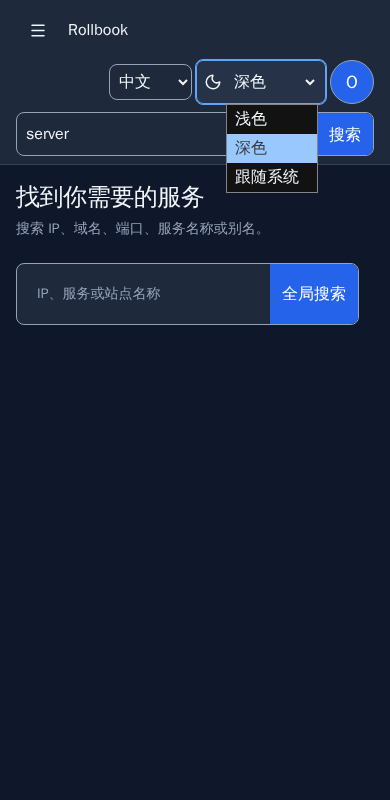 Rollbook
中文
深色
O
server
搜索
浅色
深色
跟随系统
找到你需要的服务
搜索 IP、域名、端口、服务名称或别名。
IP、服务或站点名称
全局搜索